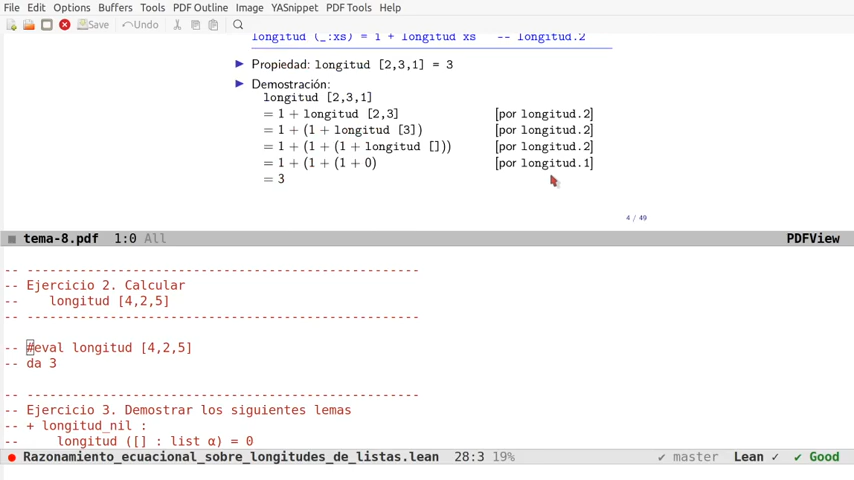 File Edit Options Buffers Tools PDF Outline Image YASnippet PDF Tools Help
Save Undo
longitud (_:xs) = 1 + longitud xs -- longitud.2
Propiedad: longitud [2,3,1] = 3
Demostración:
longitud [2,3,1]
= 1 + longitud [2,3] [por longitud.2]
= 1 + (1 + longitud [3]) [por longitud.2]
= 1 + (1 + (1 + longitud [])) [por longitud.2]
= 1 + (1 + (1 + 0) [por longitud.1]
= 3
4 / 49
tema-8.pdf 1:0 All PDFView
-- --------------------------------------------------
-- Ejercicio 2. Calcular
-- longitud [4,2,5]
-- --------------------------------------------------
-- #eval longitud [4,2,5]
-- da 3
-- --------------------------------------------------
-- Ejercicio 3. Demostrar los siguientes lemas
-- + longitud_nil :
-- longitud ([] : list α) = 0
Razonamiento_ecuacional_sobre_longitudes_de_listas.lean 28:3 19% ✔ master Lean ✓ ✔ Good